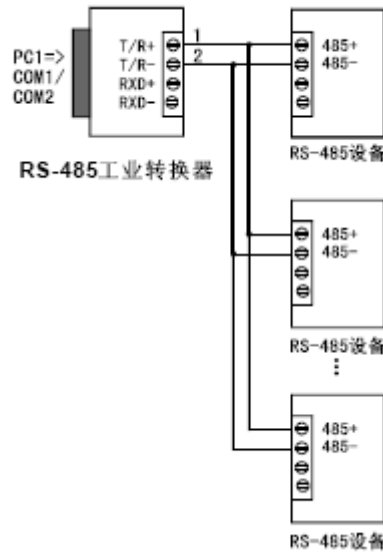 PC1=>
COM1/
COM2
T/R+
T/R-
RXD+
RXD-
1
2
RS-485工业转换器
485+
485-
RS-485设备
485+
485-
RS-485设备
485+
485-
RS-485设备